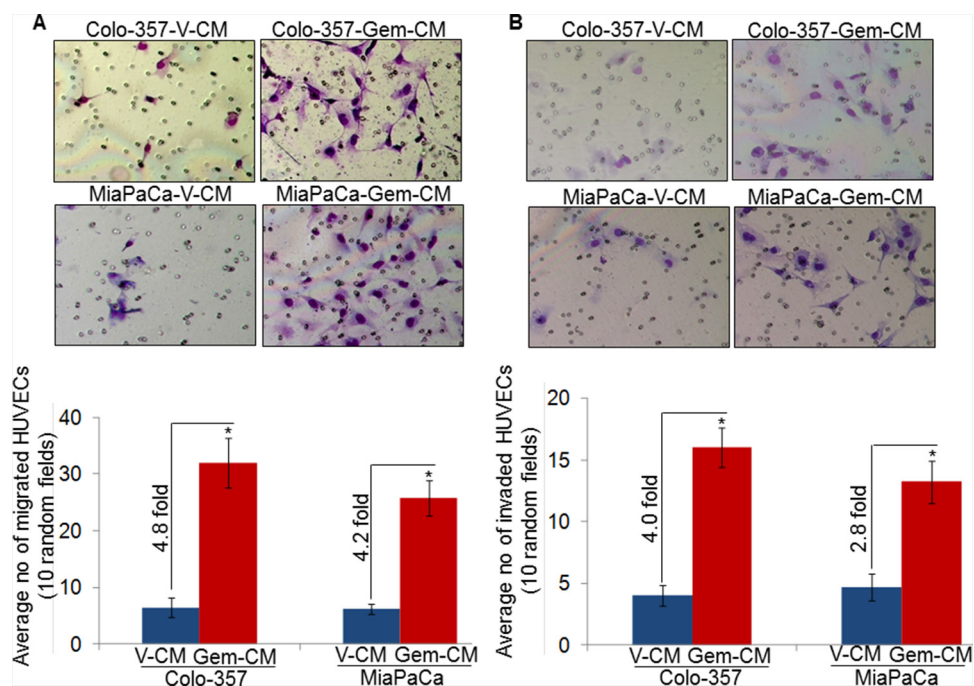 A
Colo-357-V-CM
Colo-357-Gem-CM
MiaPaCa-V-CM
MiaPaCa-Gem-CM
Average no of migrated HUVECs
(10 random fields)
40
30
20
10
0
4.8 fold
*
4.2 fold
*
V-CM Gem-CM V-CM Gem-CM
Colo-357 MiaPaCa
B
Colo-357-V-CM
Colo-357-Gem-CM
MiaPaCa-V-CM
MiaPaCa-Gem-CM
Average no of invaded HUVECs
(10 random fields)
20
15
10
5
0
4.0 fold
*
2.8 fold
*
V-CM Gem-CM V-CM Gem-CM
Colo-357 MiaPaCa